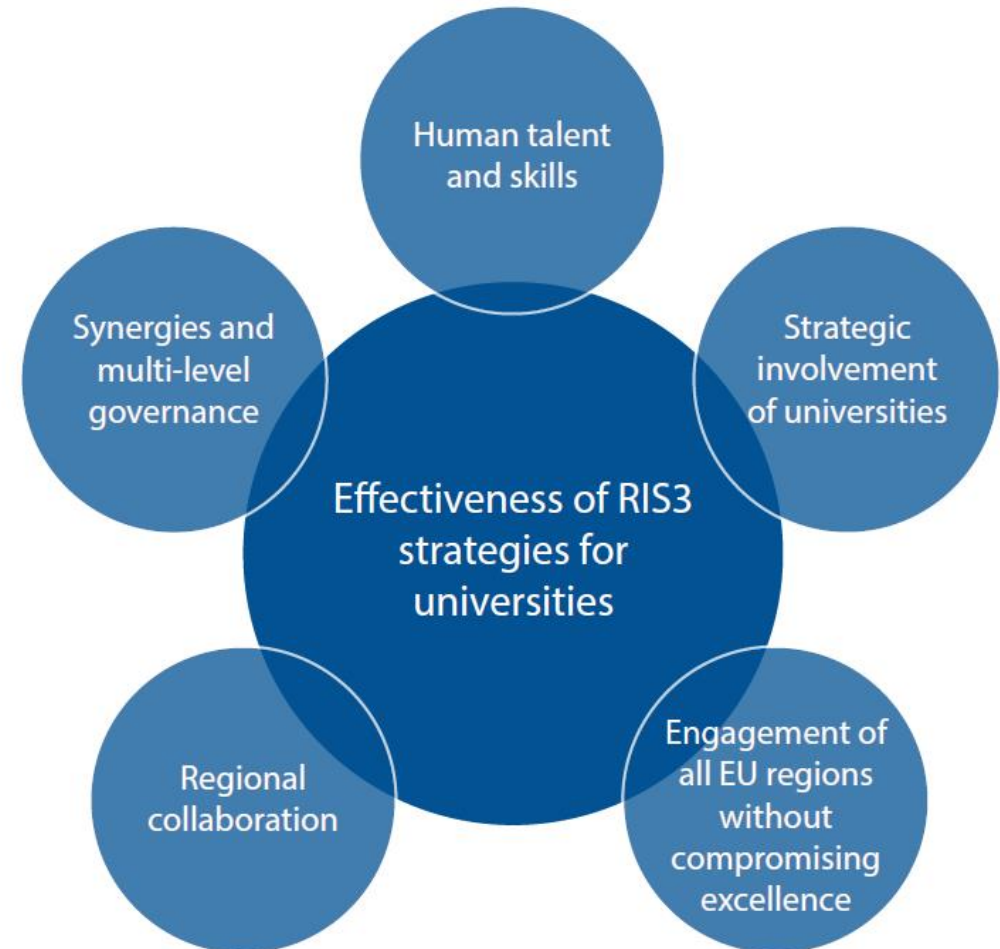 Human talent
and skills
Synergies and
multi-level
governance
Strategic
involvement
of universities
Effectiveness of RIS3
strategies for
universities
Regional
collaboration
Engagement of
all EU regions
without
compromising
excellence